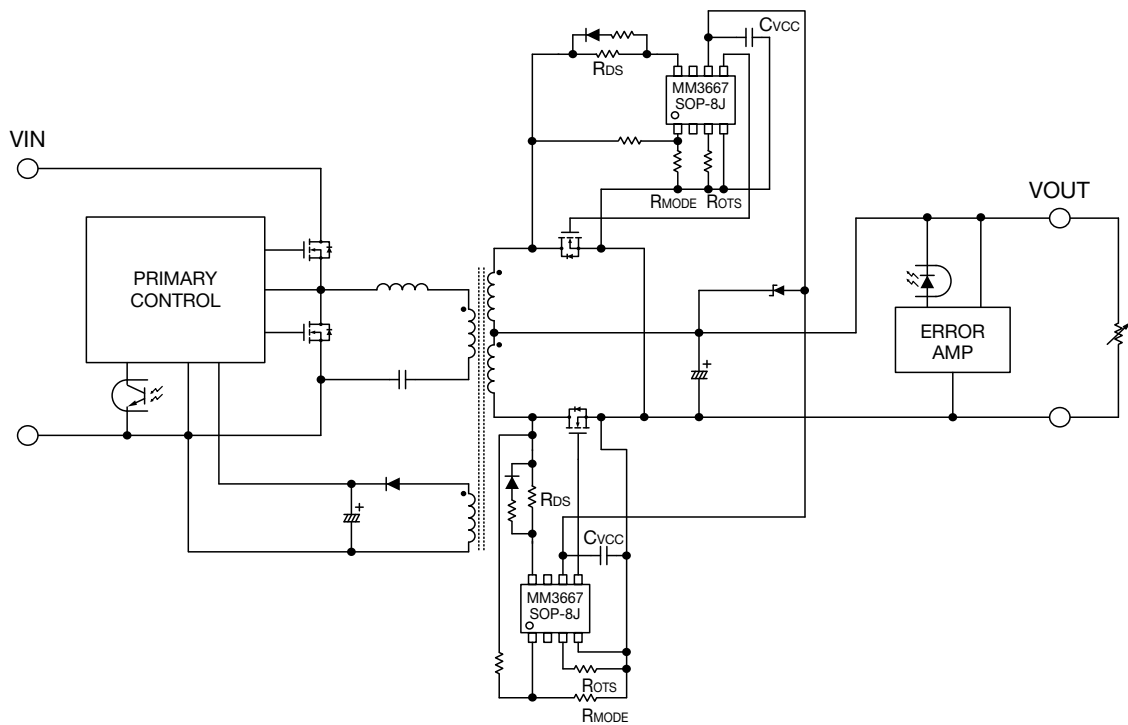 CVCC
RDS
MM3667
SOP-8J
VIN
RMODE
ROTS
VOUT
PRIMARY
CONTROL
ERROR
AMP
+
RDS
+
CVCC
MM3667
SOP-8J
ROTS
RMODE